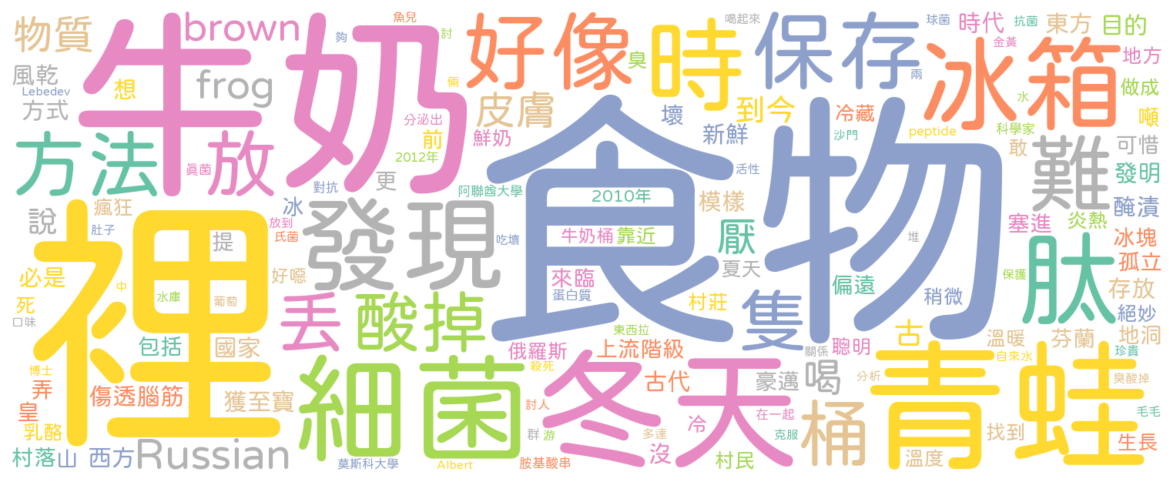 物質
brown
魚兒
討
好像
時
喝起來
保存
球菌
時代
抗菌
東方
目的
金黃
風乾
Lebedev
牛奶
frog
想
夠
倆
臭
兩
冰箱
地方
做成
方式
分泌出
皮膚
到今
冷藏
水
噸
壞
新鮮
peptide
科學家
沙門
敢
可惜
方法
真菌
放
前
鮮奶
2012年
食物
活性
難
發明
更
對抗
阿聯酋大學
2010年
模樣
醃漬
說
瘋狂
冰
發現
牛奶桶
靠近
厭
塞進
炎熱
肚子
提
放到
氏菌
吃壞
堆
冰塊
必是
裡
好噁
來臨
夏天
偏遠
保護
肽
孤立
死
中
水庫
葡萄
蛋白質
村莊
隻
稍微
存放
絕妙
口味
丟
酸掉
東西拉
古
溫暖
芬蘭
地洞
包括
國家
俄羅斯
上流階級
關係
聰明
自來水
珍貴
博士
細菌
殺死
冬天
古代
豪邁
喝
分析
青蛙
臭酸掉
弄
傷透腦筋
皇
獲至寶
討人
在一起
桶
毛毛
乳酪
群
游
多達
冷
克服
找到
生長
村落
山
西方
Russian
莫斯科大學
Albert
胺基酸串
沒
村民
溫度